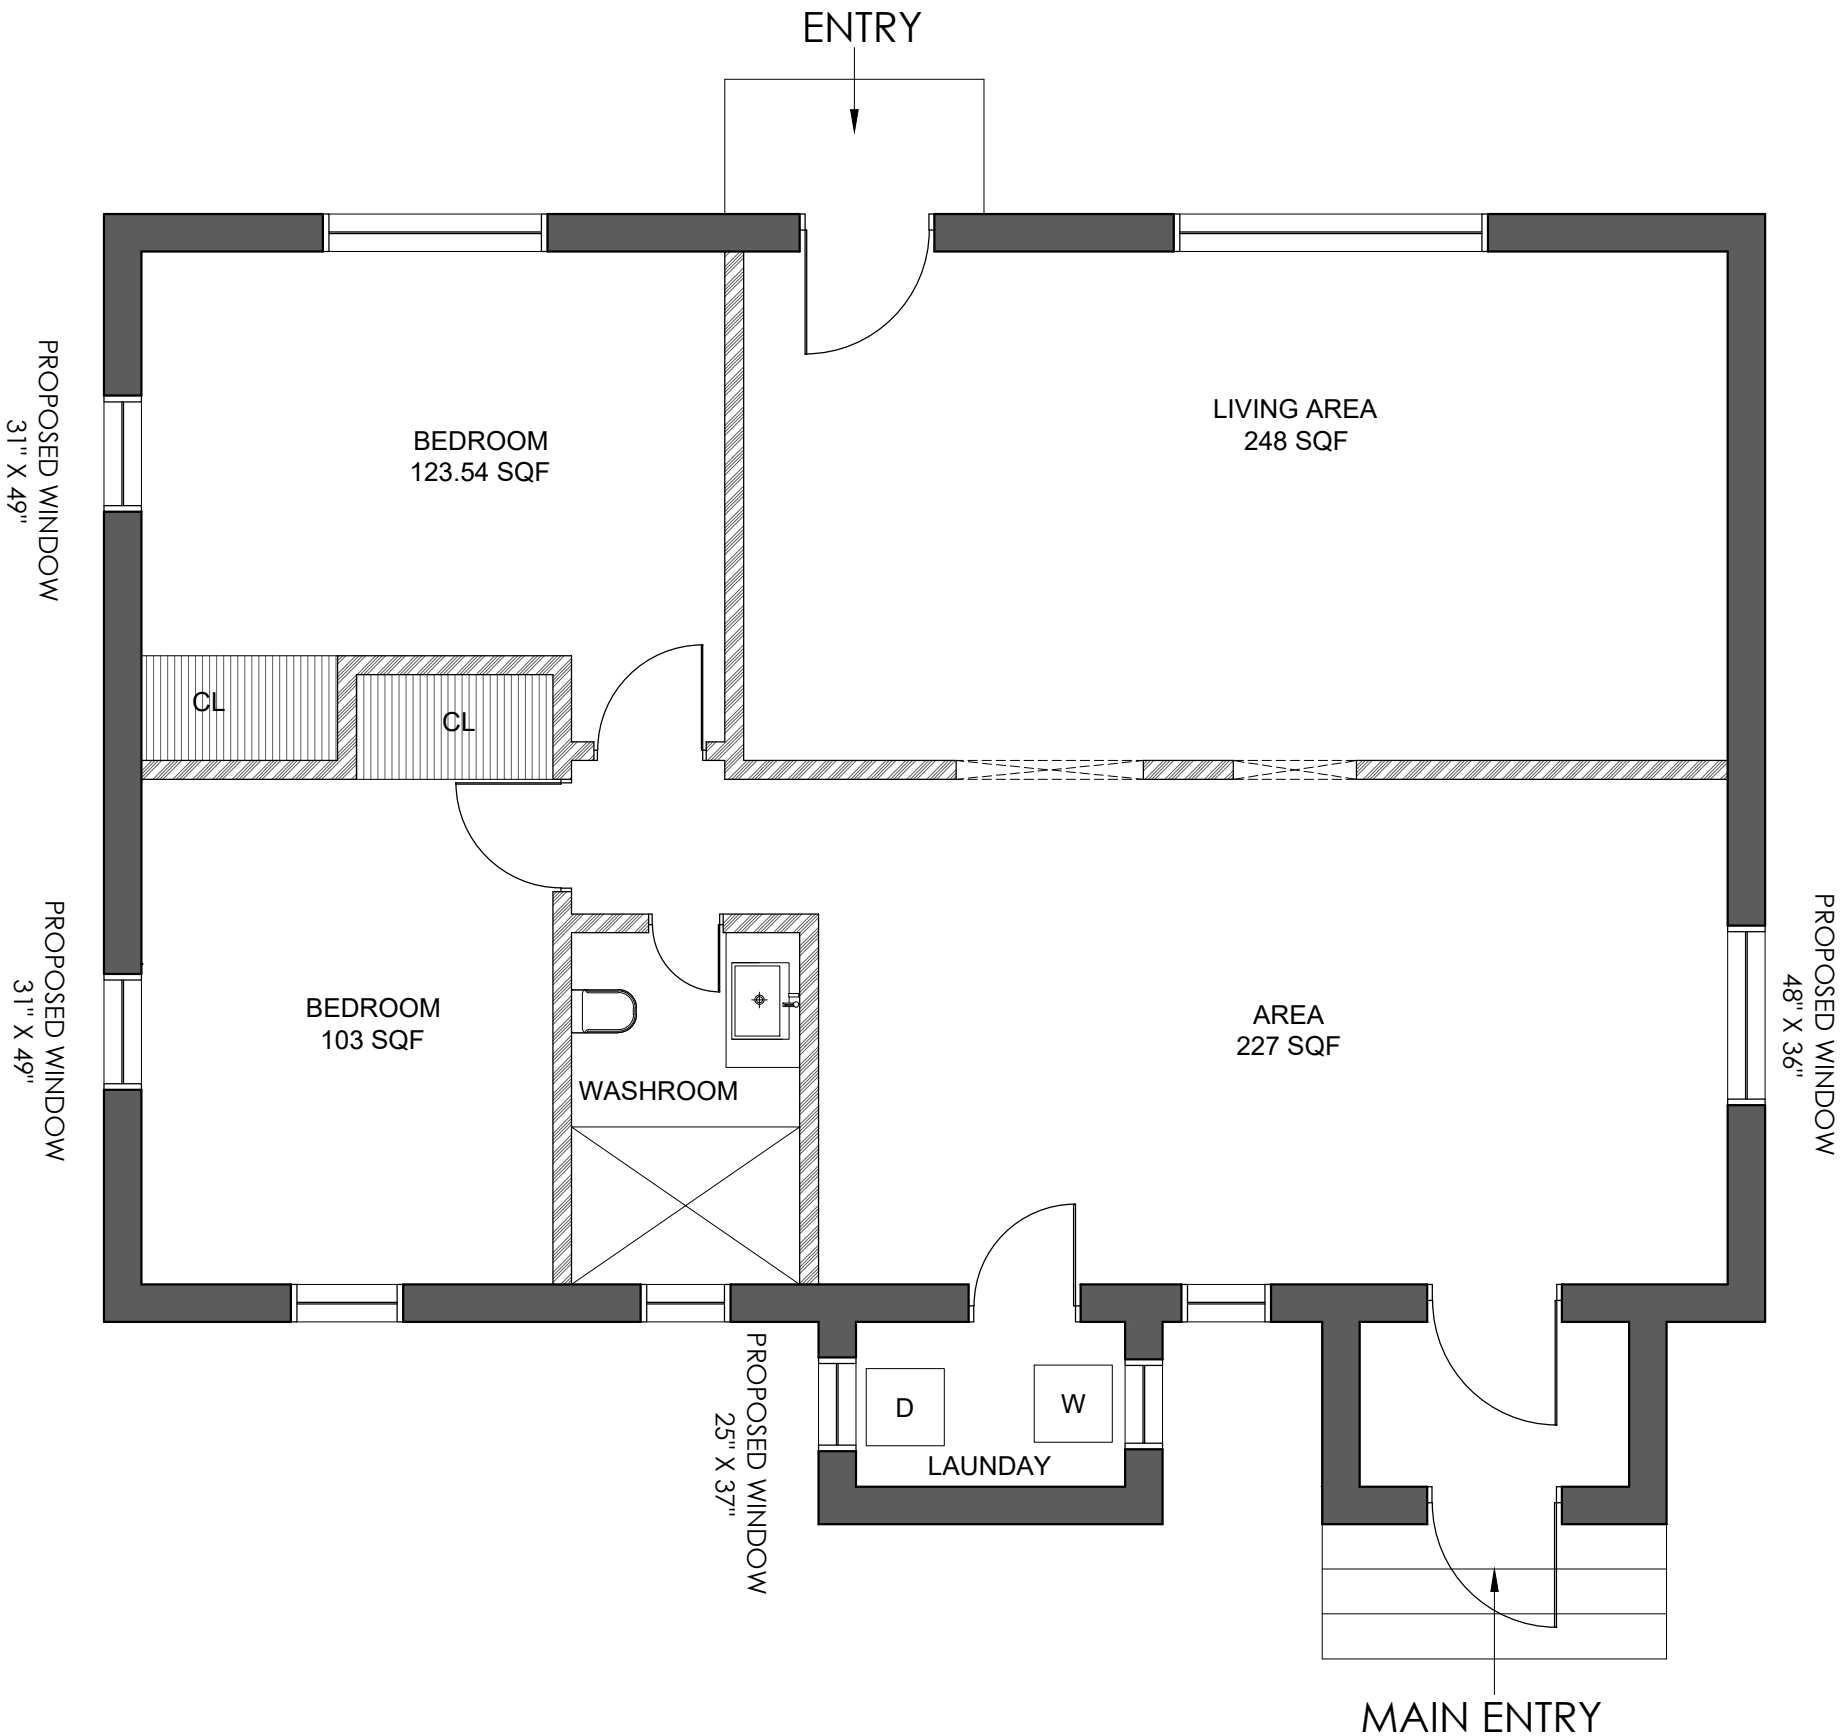 ENTRY
PROPOSED WINDOW
31" X 49"
BEDROOM
123.54 SQF
LIVING AREA
248 SQF
CL
CL
PROPOSED WINDOW
31" X 49"
BEDROOM
103 SQF
WASHROOM
AREA
227 SQF
PROPOSED WINDOW
48" X 36"
PROPOSED WINDOW
25" X 37"
D
W
LAUNDAY
MAIN ENTRY